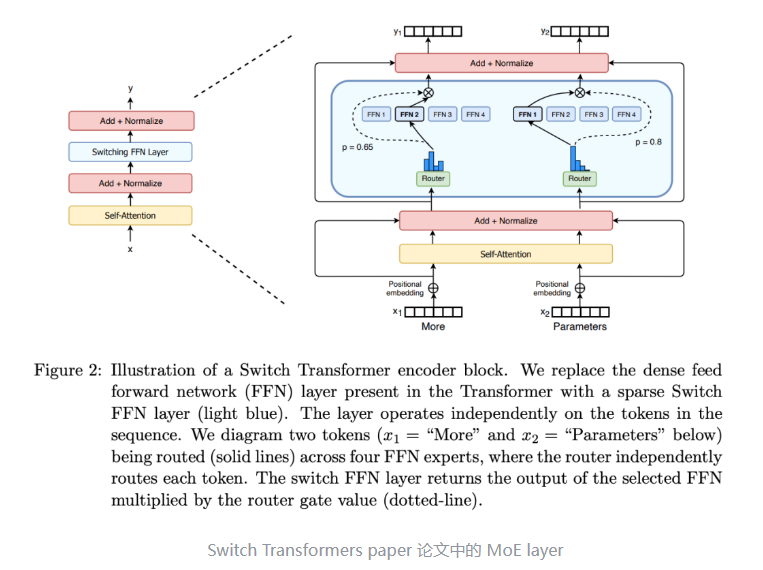 y
Add + Normalize
Switching FFN Layer
Add + Normalize
Self-Attention
x
y1
y2
Add + Normalize
FFN 1 FFN 2 FFN 3 FFN 4
FFN 1 FFN 2 FFN 3 FFN 4
p = 0.65
p = 0.8
Router
Router
Add + Normalize
Self-Attention
Positional
embedding
Positional
embedding
x1
x2
More
Parameters
Figure 2: Illustration of a Switch Transformer encoder block. We replace the dense feed
forward network (FFN) layer present in the Transformer with a sparse Switch
FFN layer (light blue). The layer operates independently on the tokens in the
sequence. We diagram two tokens (x1 = “More” and x2 = “Parameters” below)
being routed (solid lines) across four FFN experts, where the router independently
routes each token. The switch FFN layer returns the output of the selected FFN
multiplied by the router gate value (dotted-line).
Switch Transformers paper 论文中的 MoE layer